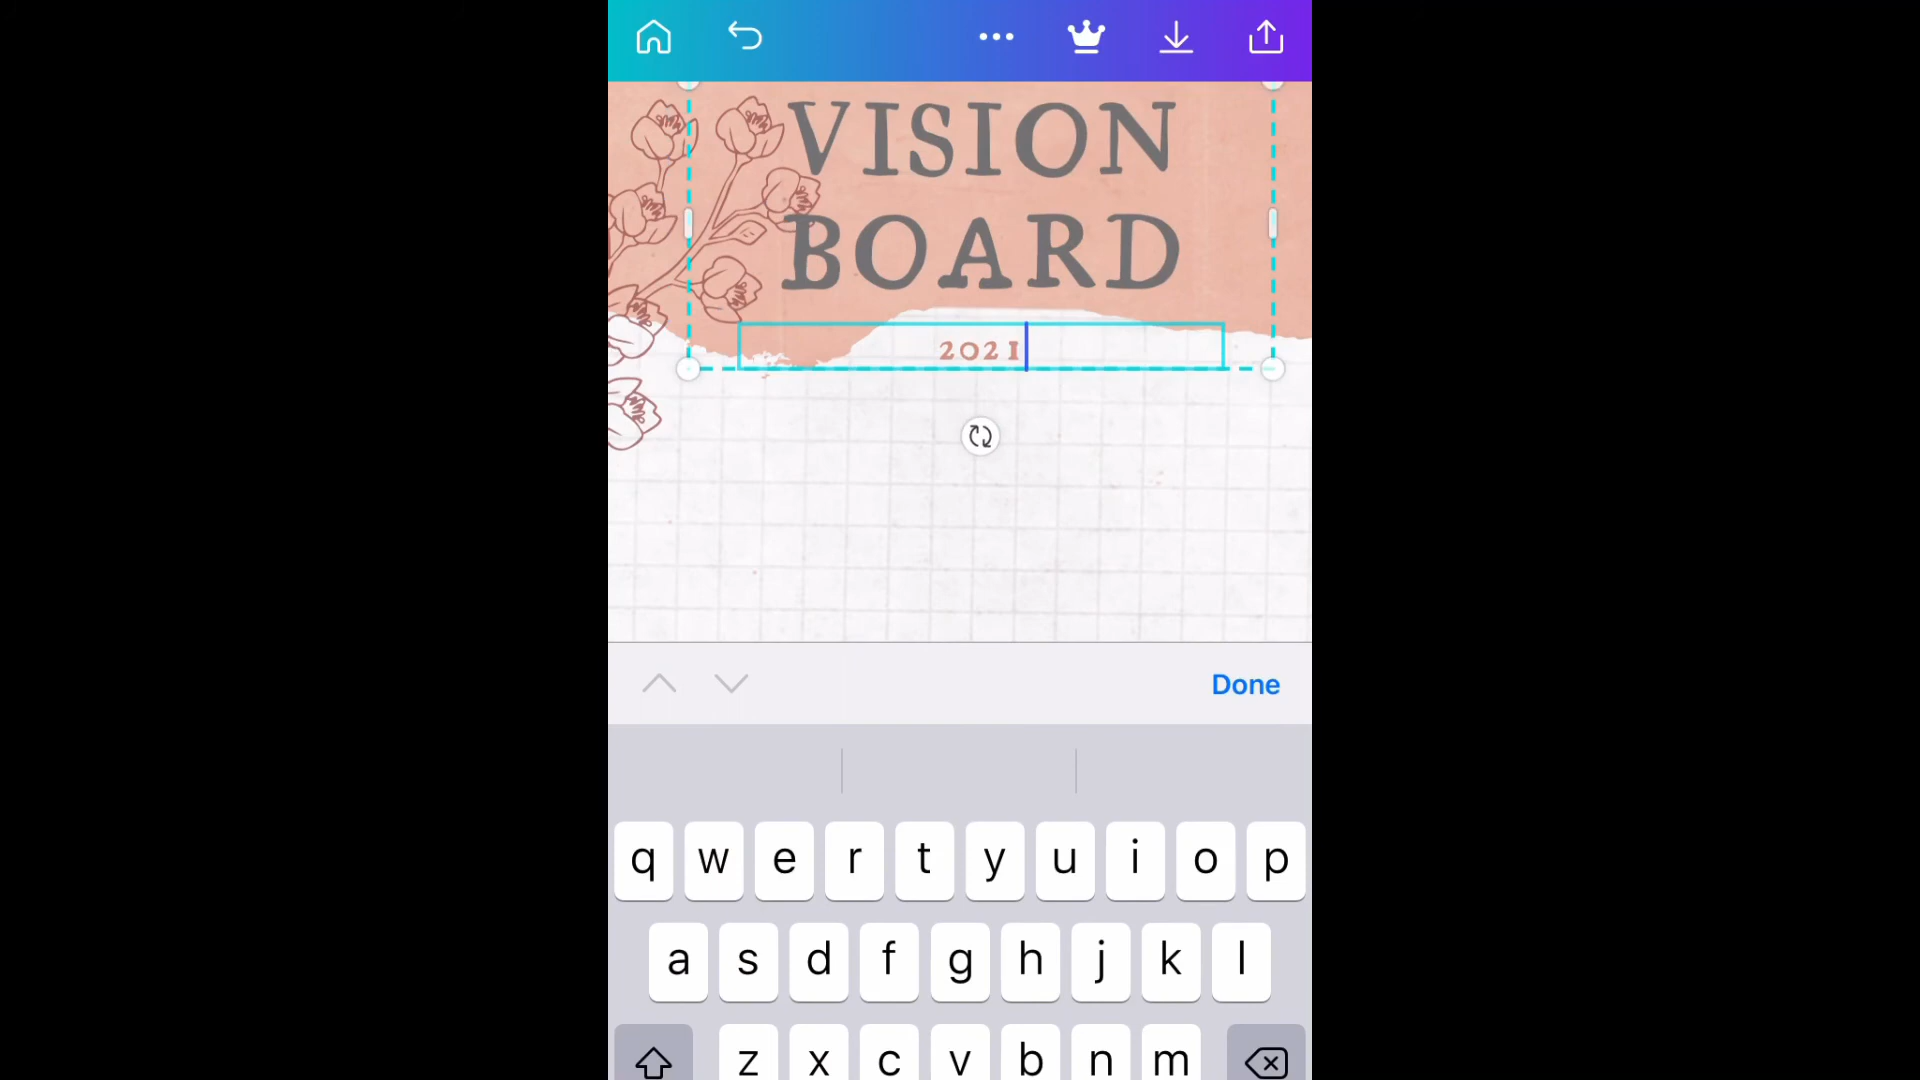 VISION
BOARD
2021
Done
q w e r t y u i o p
a s d f g h j k l
z x c v b n m